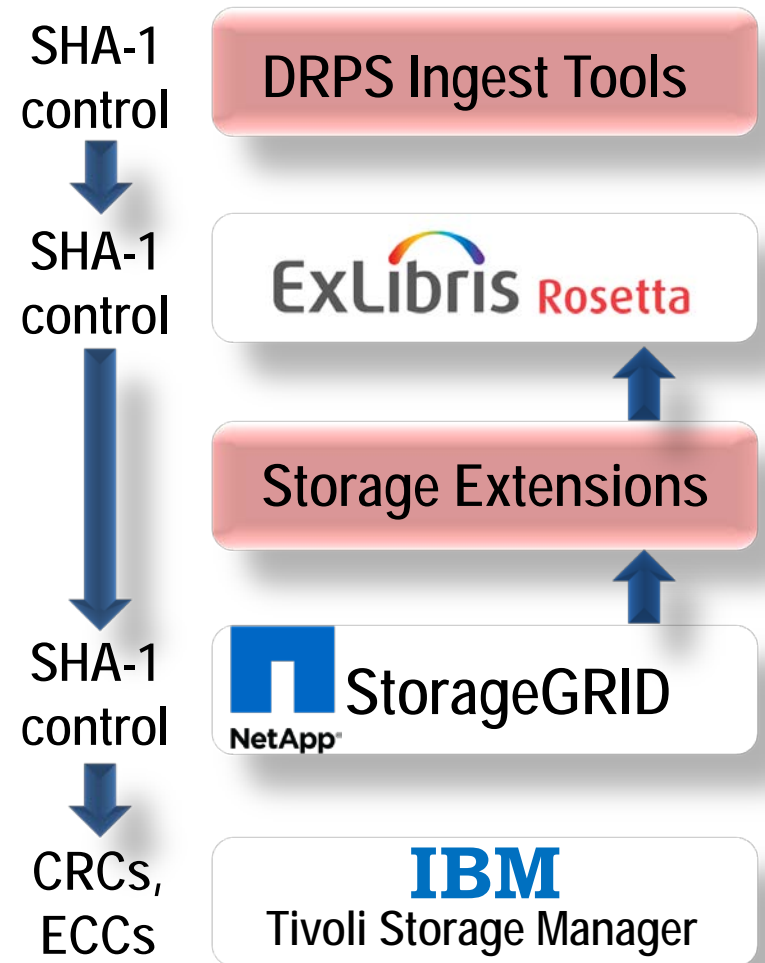 SHA-1
control
DRPS Ingest Tools
SHA-1
control
ExLibris Rosetta
Storage Extensions
SHA-1
control
NetApp®
StorageGRID
CRCs,
ECCs
IBM
Tivoli Storage Manager